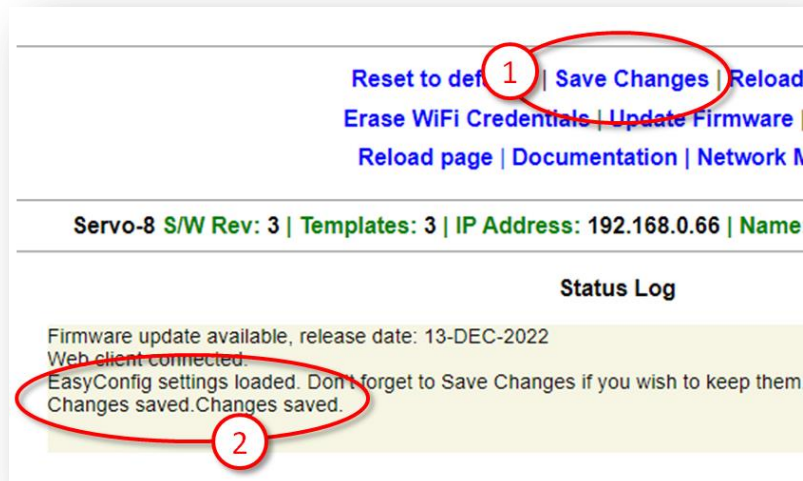 Reset to def 1 | Save Changes | Reload
Erase WiFi Credentials | Update Firmware |
Reload page | Documentation | Network M
Servo-8 S/W Rev: 3 | Templates: 3 | IP Address: 192.168.0.66 | Name
Status Log
Firmware update available, release date: 13-DEC-2022
Web client connected.
EasyConfig settings loaded. Don't forget to Save Changes if you wish to keep them
Changes saved.Changes saved.
2